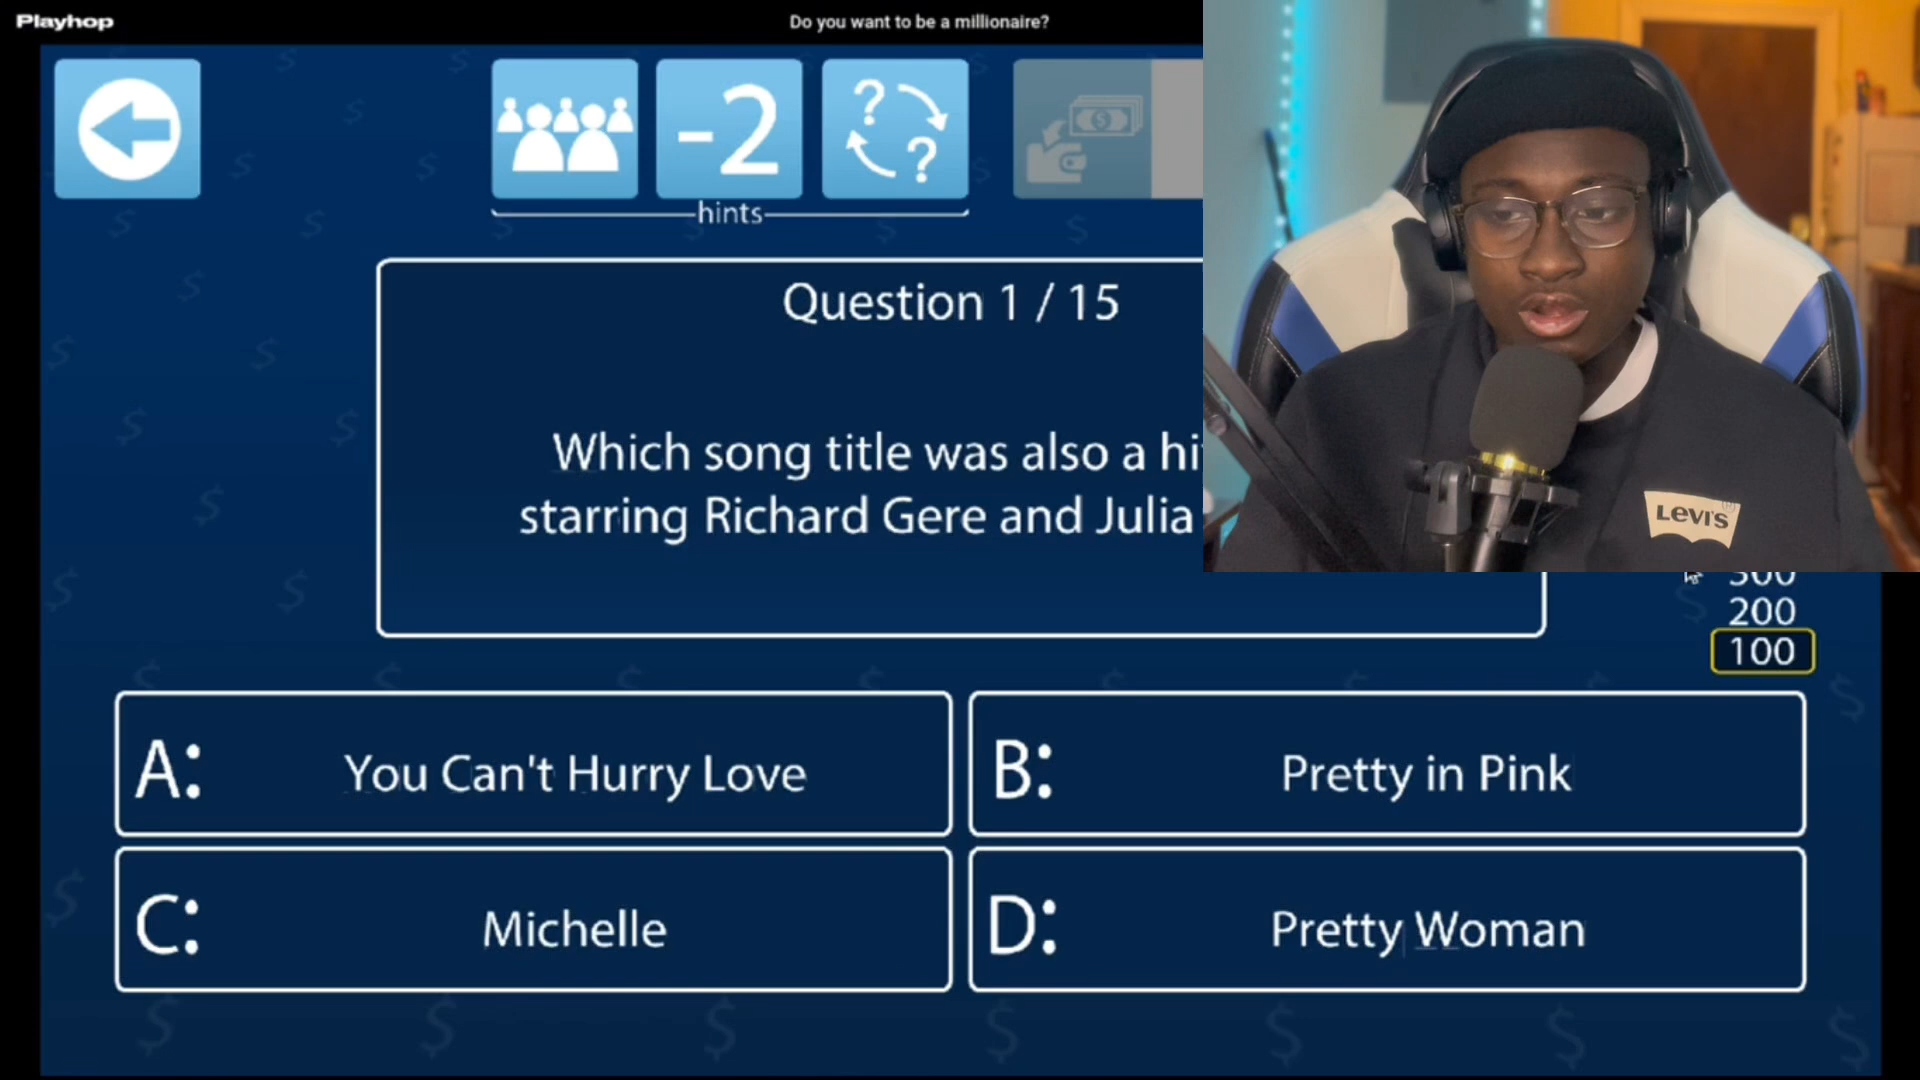 Playhop
Do you want to be a millionaire?
-2
? ?
hints
Question 1 / 15
Which song title was also a
starring Richard Gere and Julia
LEVI'S
200
100
A: You Can't Hurry Love
B: Pretty in Pink
C: Michelle
D: Pretty Woman